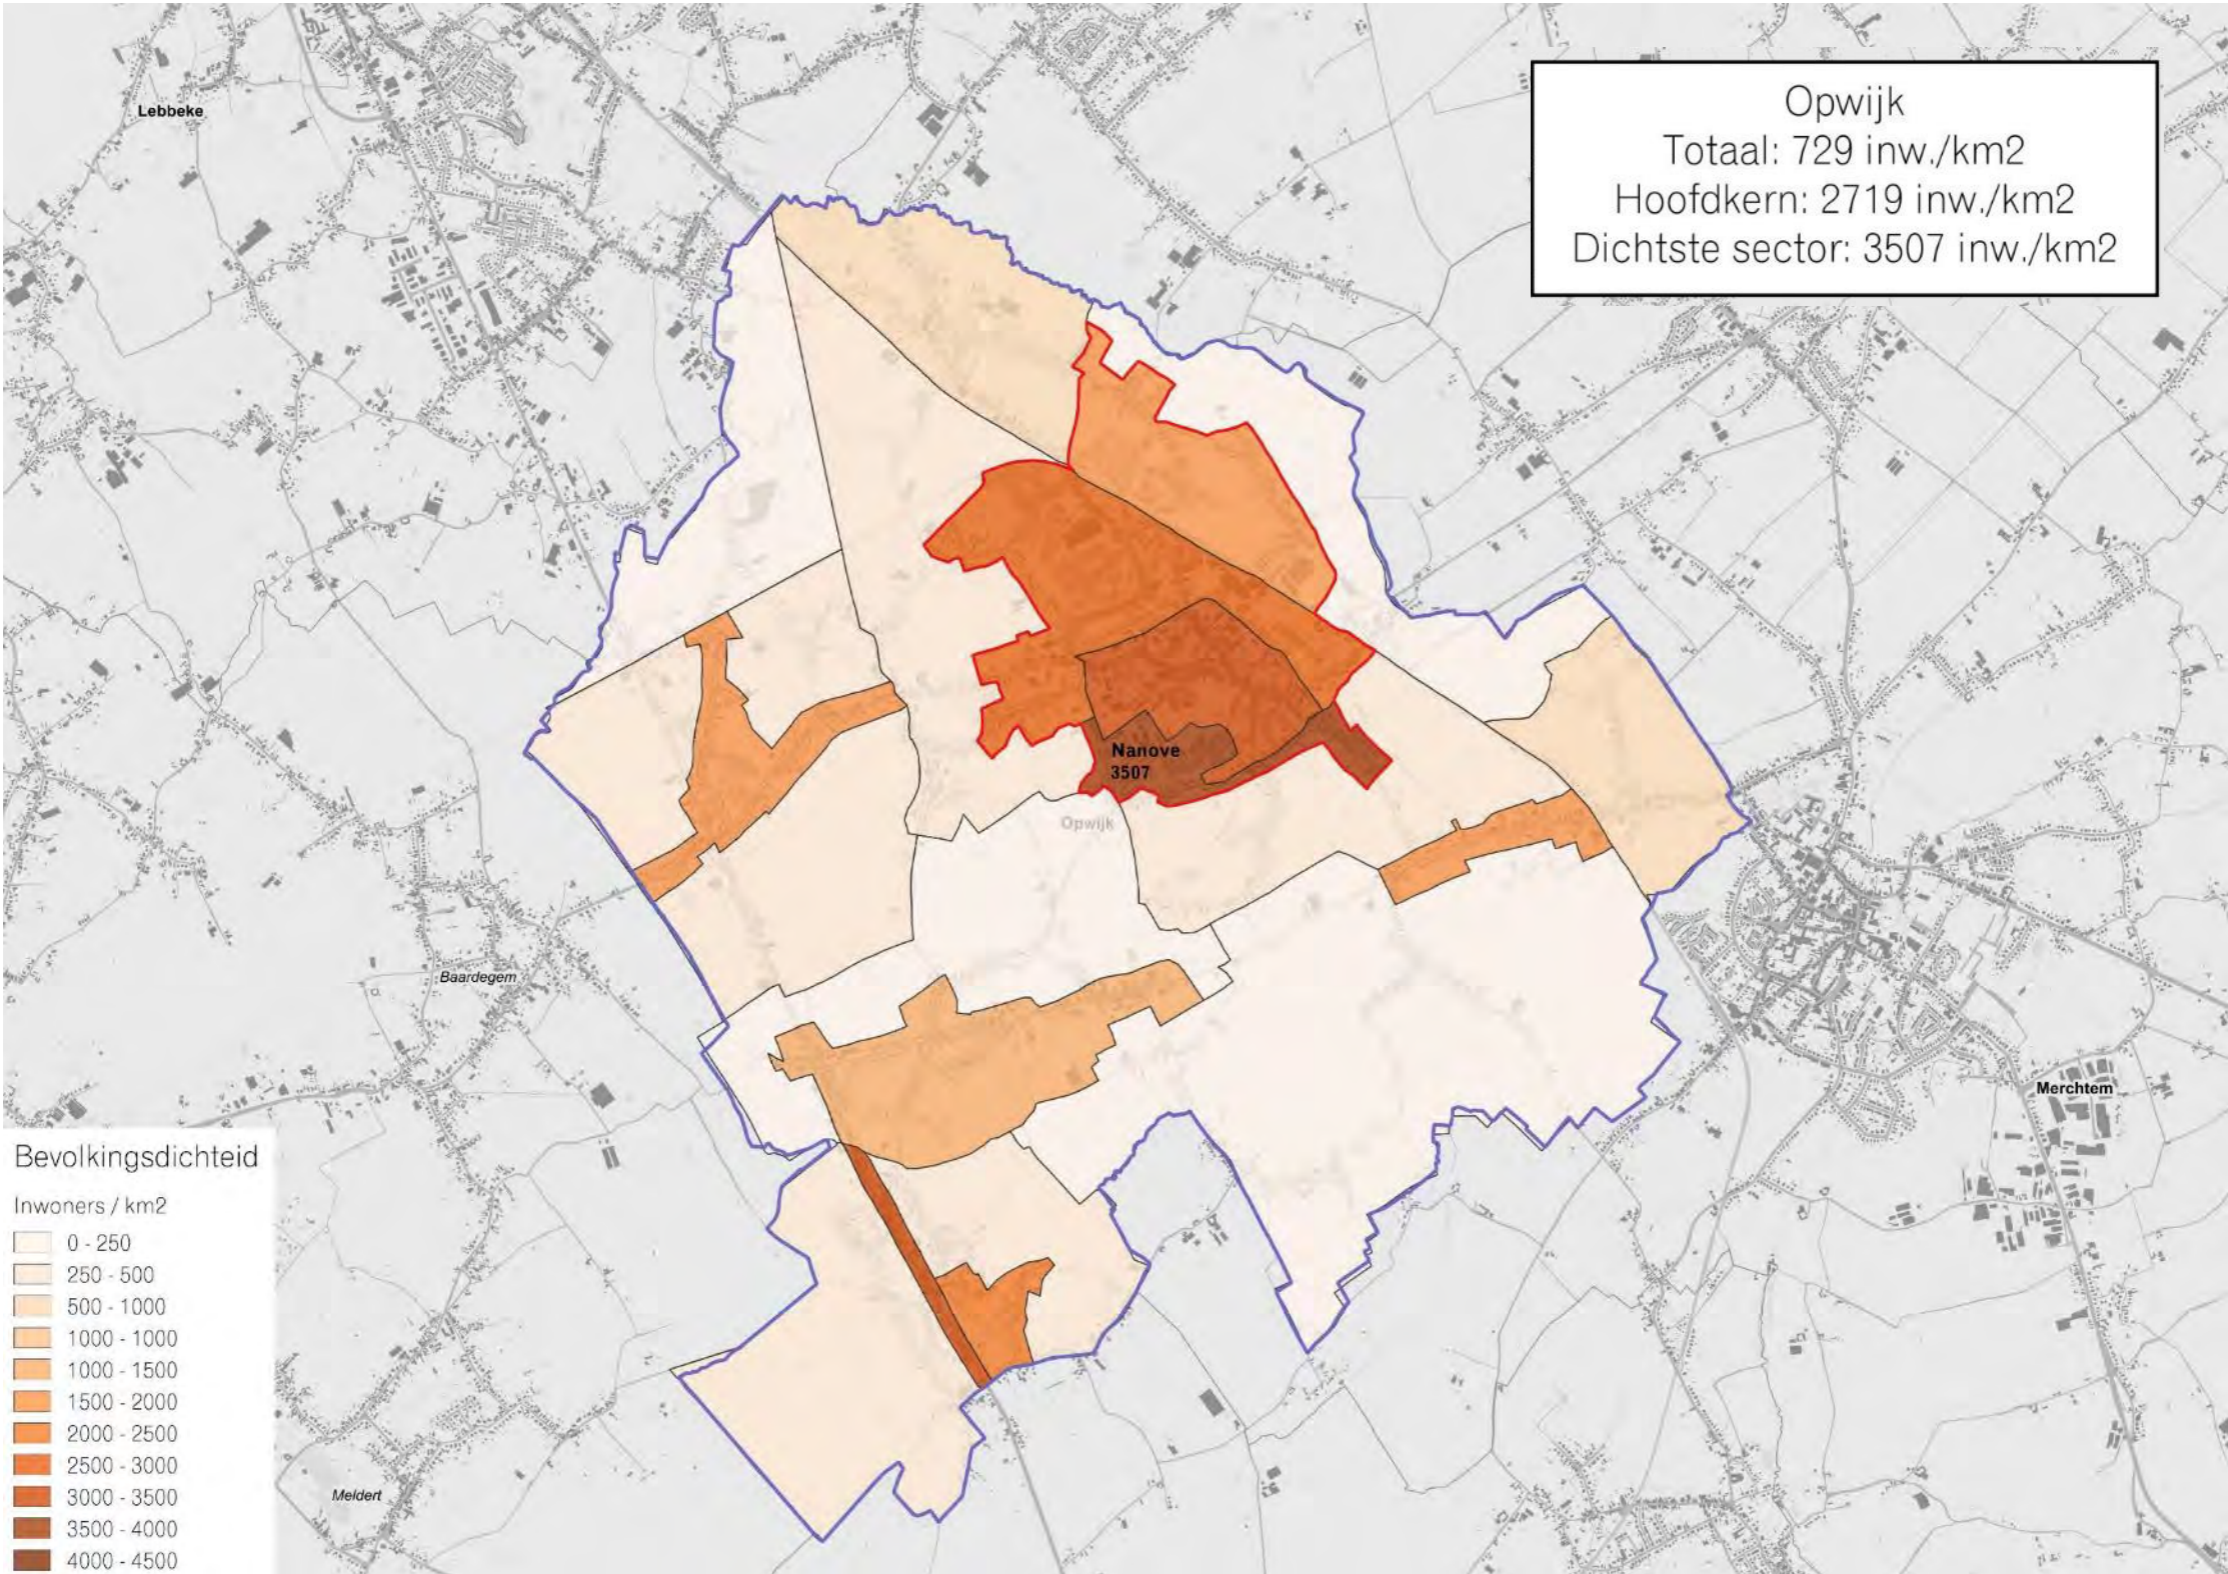 Lebbeke
Opwijk
Totaal: 729 inw./km2
Hoofdkern: 2719 inw./km2
Dichtste sector: 3507 inw./km2
Nanove
3507
Opwijk
Baardegem
Merchtem
Meldert
Bevolkingsdichteid
Inwoners / km2
0 - 250
250 - 500
500 - 1000
1000 - 1000
1000 - 1500
1500 - 2000
2000 - 2500
2500 - 3000
3000 - 3500
3500 - 4000
4000 - 4500